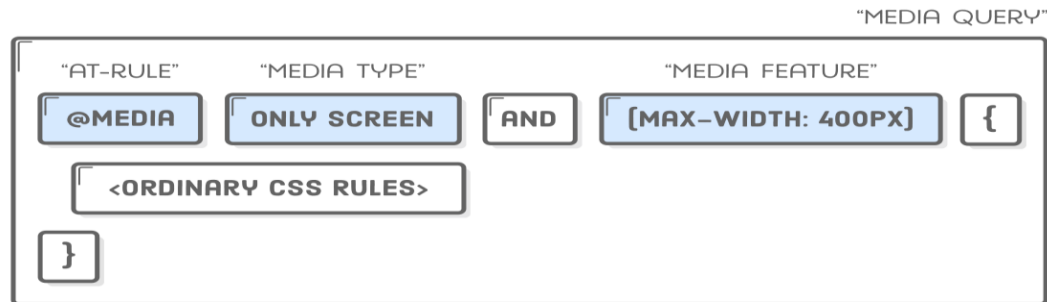 “MEDIA QUERY”
“AT-RULE” “MEDIA TYPE” “MEDIA FEATURE”
@MEDIA ONLY SCREEN AND (MAX-WIDTH: 400PX) {
<ORDINARY CSS RULES>
}